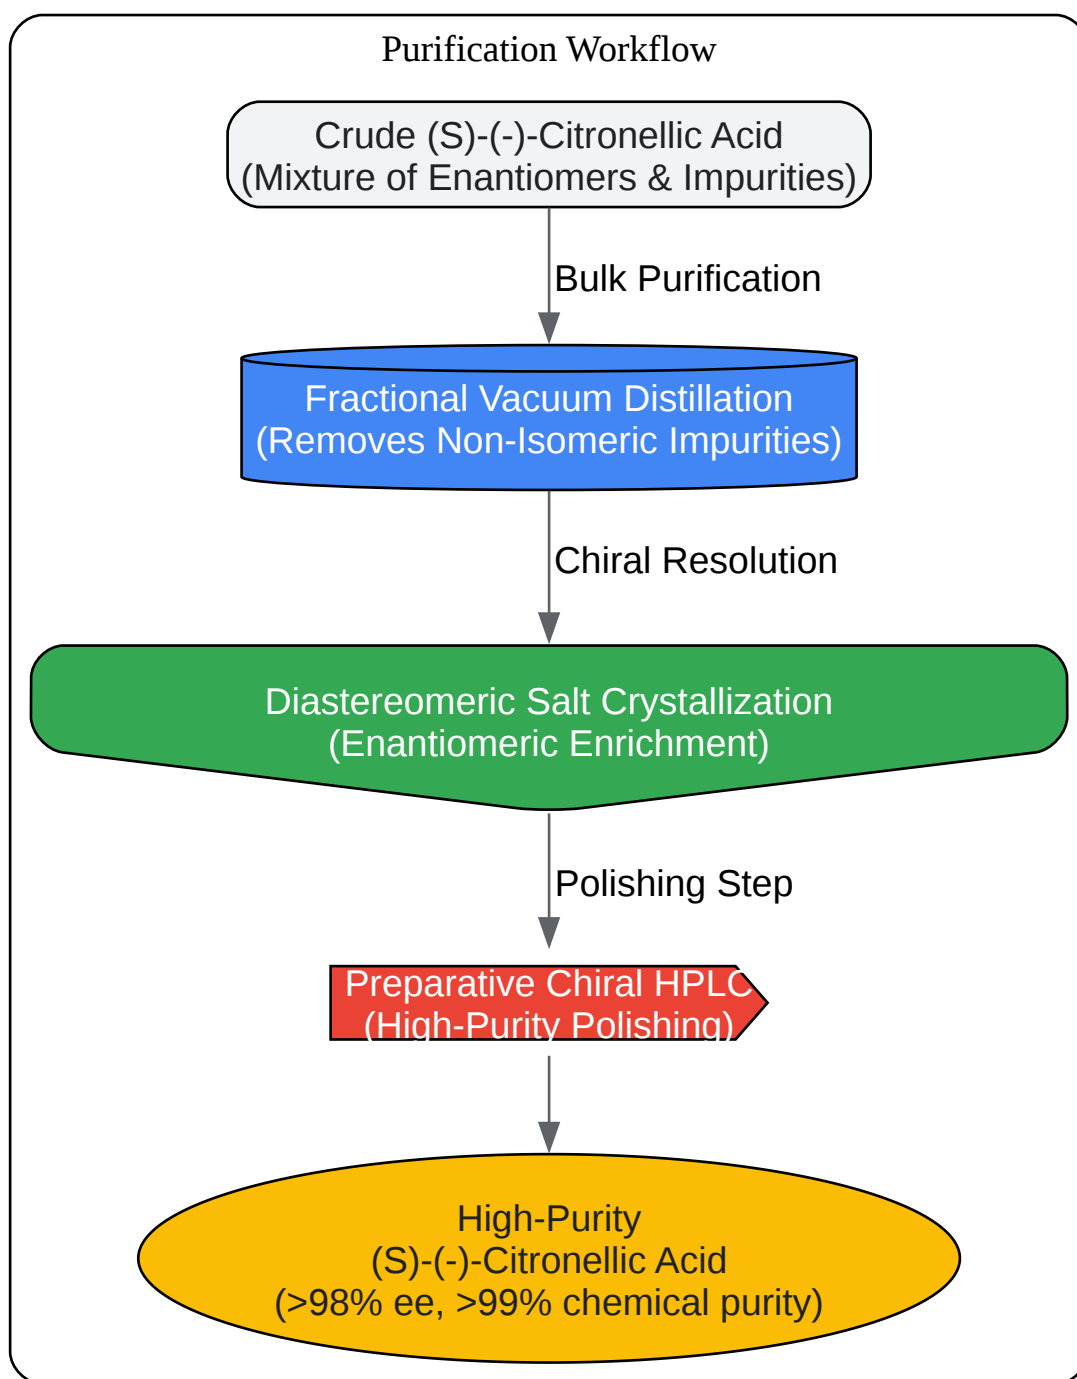 Purification Workflow
Crude (S)-(-)-Citronellic Acid
(Mixture of Enantiomers & Impurities)
Bulk Purification
Fractional Vacuum Distillation
(Removes Non-Isomeric Impurities)
Chiral Resolution
Diastereomeric Salt Crystallization
(Enantiomeric Enrichment)
Polishing Step
Preparative Chiral HPLC
(High-Purity Polishing)
High-Purity
(S)-(-)-Citronellic Acid
(>98% ee, >99% chemical purity)